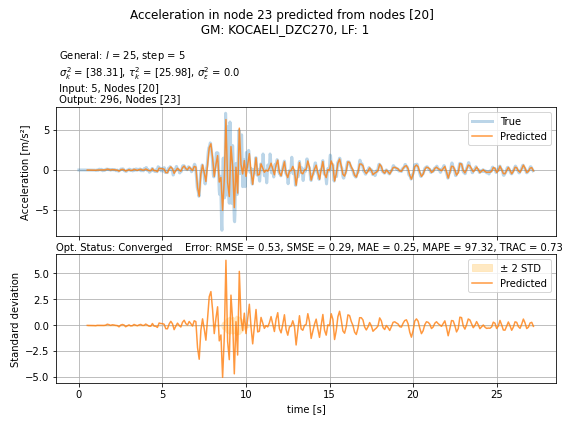 Acceleration in node 23 predicted from nodes [20]
GM: KOCAELI_DZC270, LF: 1
General: l = 25, step = 5
σ²ₖ = [38.31], τ²ₖ = [25.98], σ²ε = 0.0
Input: 5, Nodes [20]
Output: 296, Nodes [23]
Acceleration [m/s²]
5
0
−5
True
Predicted
Opt. Status: Converged Error: RMSE = 0.53, SMSE = 0.29, MAE = 0.25, MAPE = 97.32, TRAC = 0.73
Standard deviation
5.0
2.5
0.0
−2.5
−5.0
± 2 STD
Predicted
0 5 10 15 20 25
time [s]